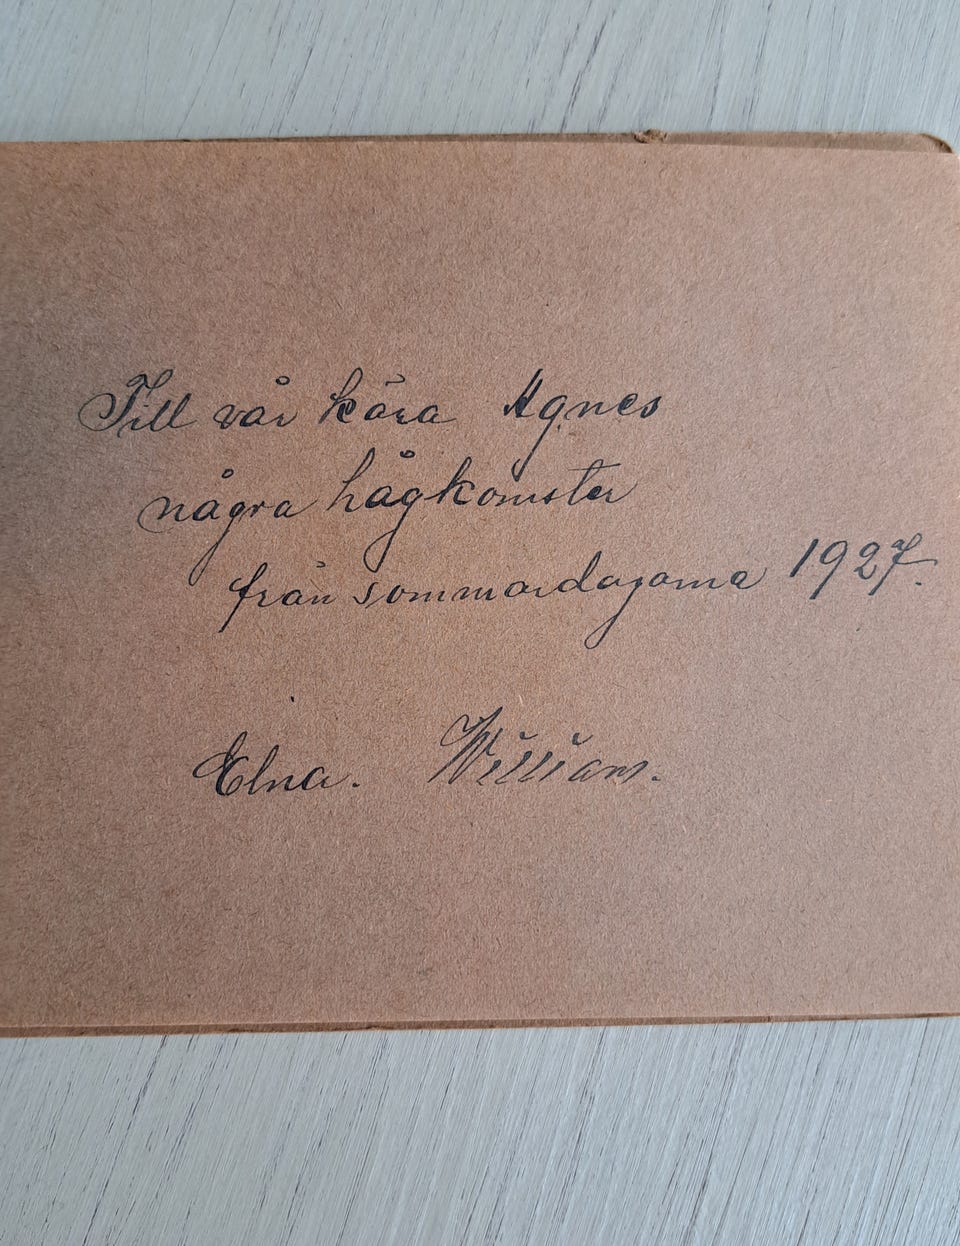 Till vår kära Agnes
några hågkomster
från sommardagarna 1927.
Elna. William.